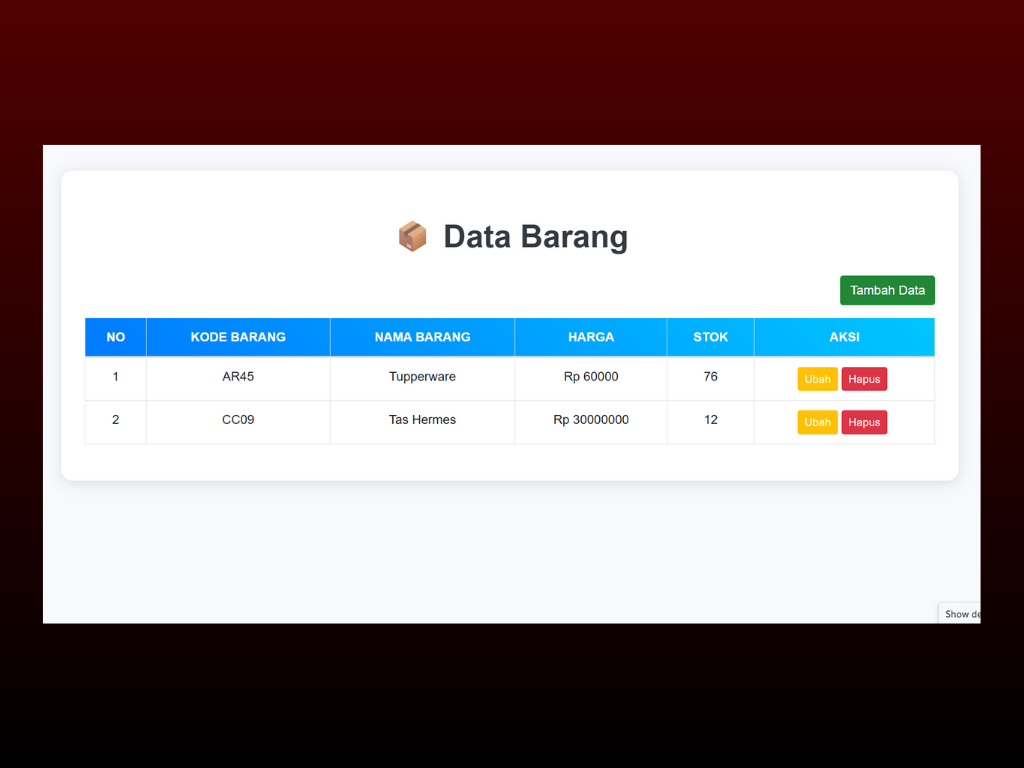 Data Barang
Tambah Data
NO KODE BARANG NAMA BARANG HARGA STOK AKSI
1 AR45 Tupperware Rp 60000 76 Ubah Hapus
2 CC09 Tas Hermes Rp 30000000 12 Ubah Hapus
Show de